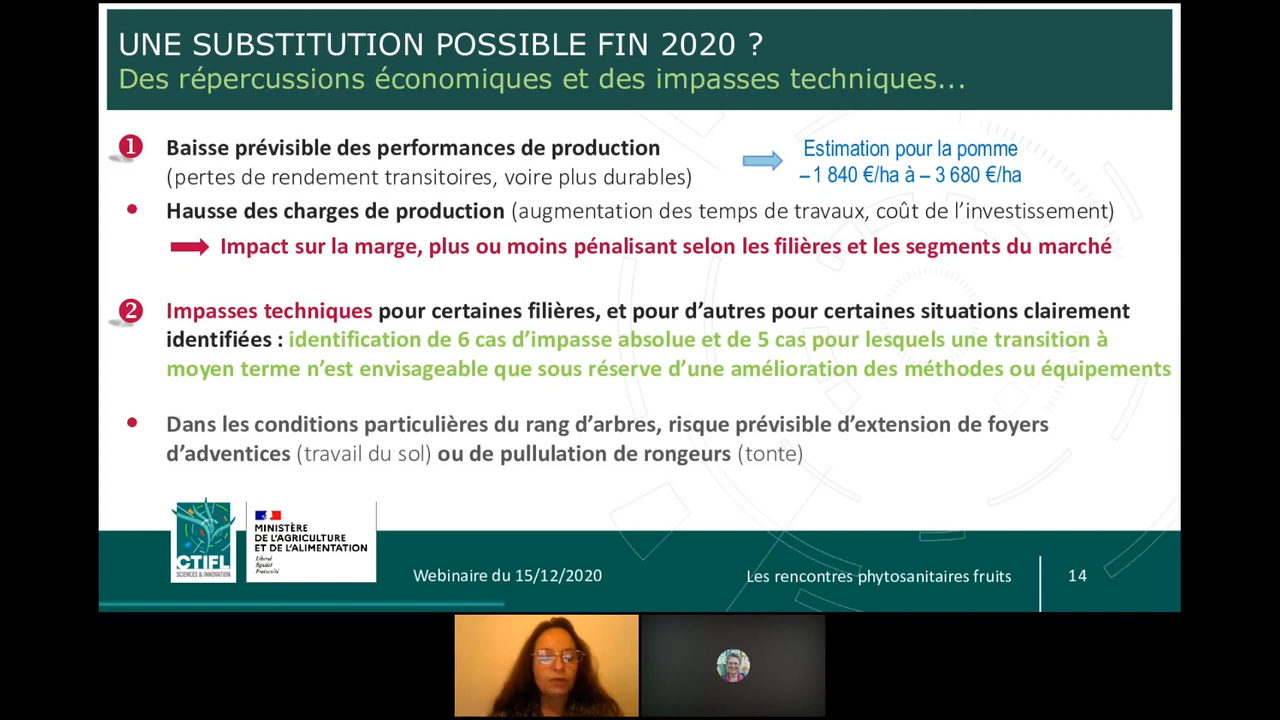 UNE SUBSTITUTION POSSIBLE FIN 2020 ?
Des répercussions économiques et des impasses techniques...
1 Baisse prévisible des performances de production
(pertes de rendement transitoires, voire plus durables)
Estimation pour la pomme
– 1 840 €/ha à – 3 680 €/ha
• Hausse des charges de production (augmentation des temps de travaux, coût de l’investissement)
Impact sur la marge, plus ou moins pénalisant selon les filières et les segments du marché
2 Impasses techniques pour certaines filières, et pour d’autres pour certaines situations clairement
identifiées : identification de 6 cas d’impasse absolue et de 5 cas pour lesquels une transition à
moyen terme n’est envisageable que sous réserve d’une amélioration des méthodes ou équipements
• Dans les conditions particulières du rang d’arbres, risque prévisible d’extension de foyers
d’adventices (travail du sol) ou de pullulation de rongeurs (tonte)
CTIFL
SCIENCES & INNOVATION
MINISTÈRE
DE L’AGRICULTURE
ET DE L’ALIMENTATION
Liberté
Égalité
Fraternité
Webinaire du 15/12/2020
Les rencontres phytosanitaires fruits
14